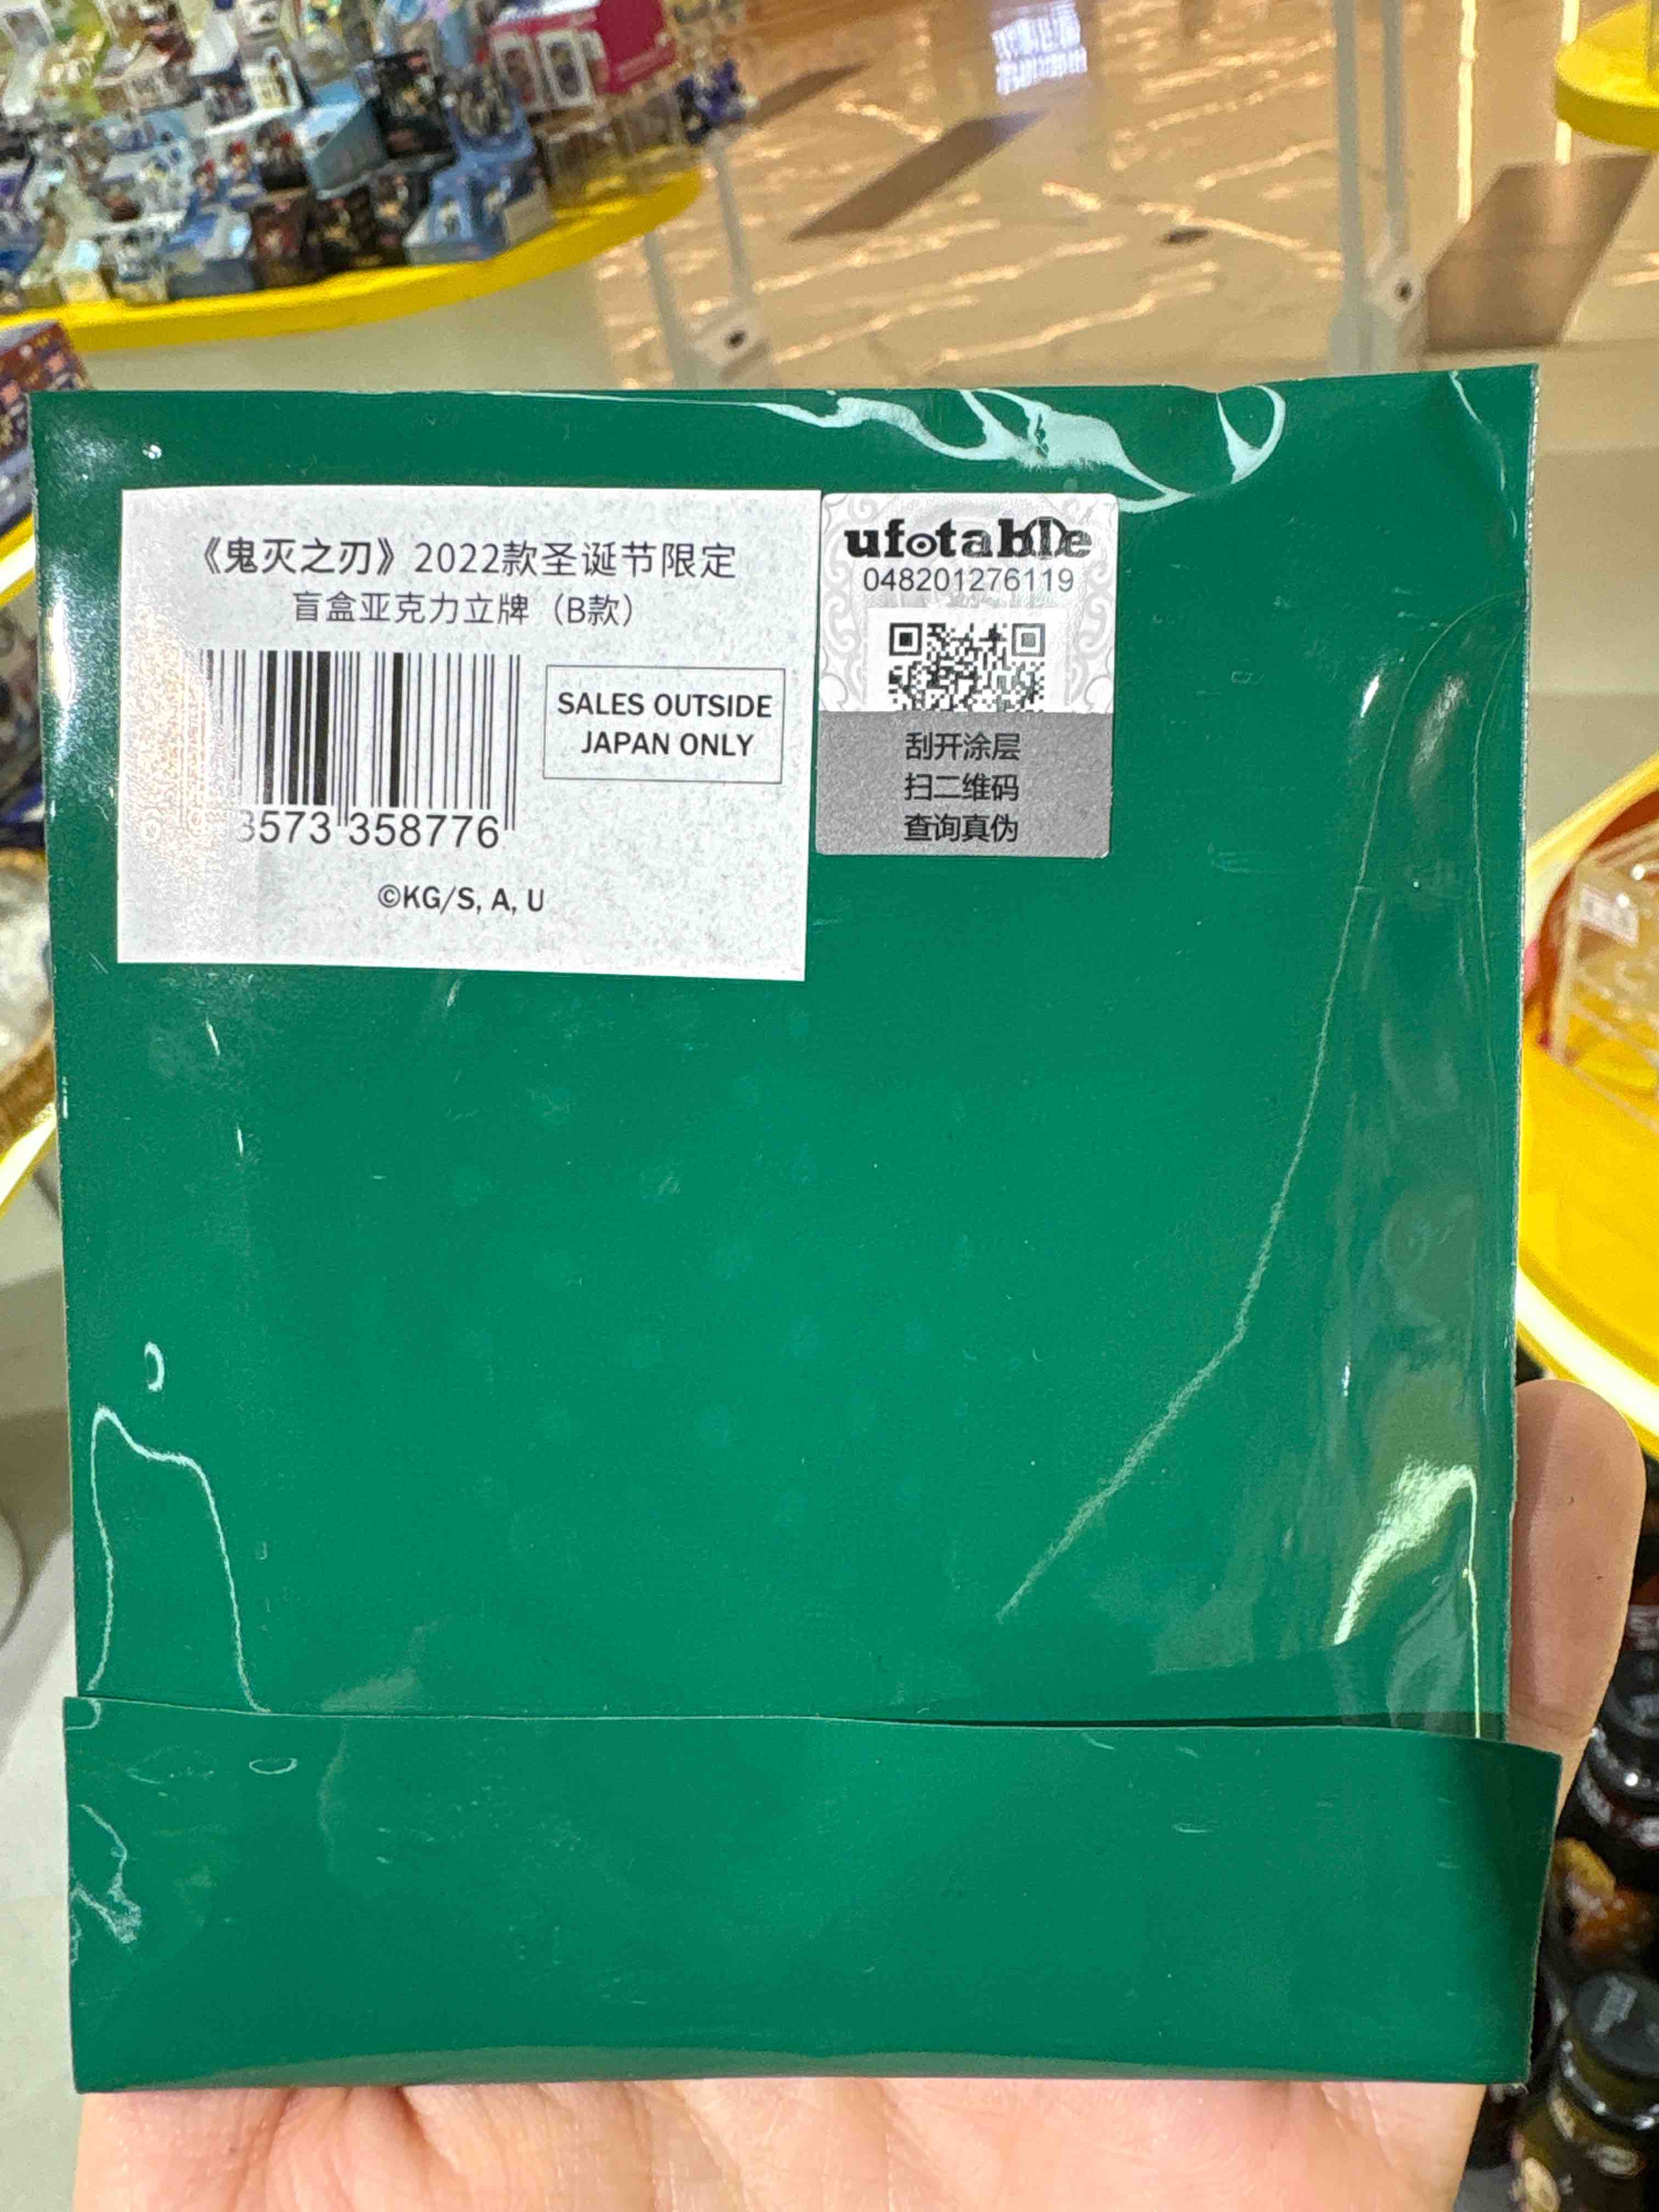 《鬼灭之刃》2022款圣诞节限定
盲盒亚克力立牌（B款）
SALES OUTSIDE
JAPAN ONLY
3573 358776
©KG/S, A, U
ufotable
048201276119
刮开涂层
扫二维码
查询真伪